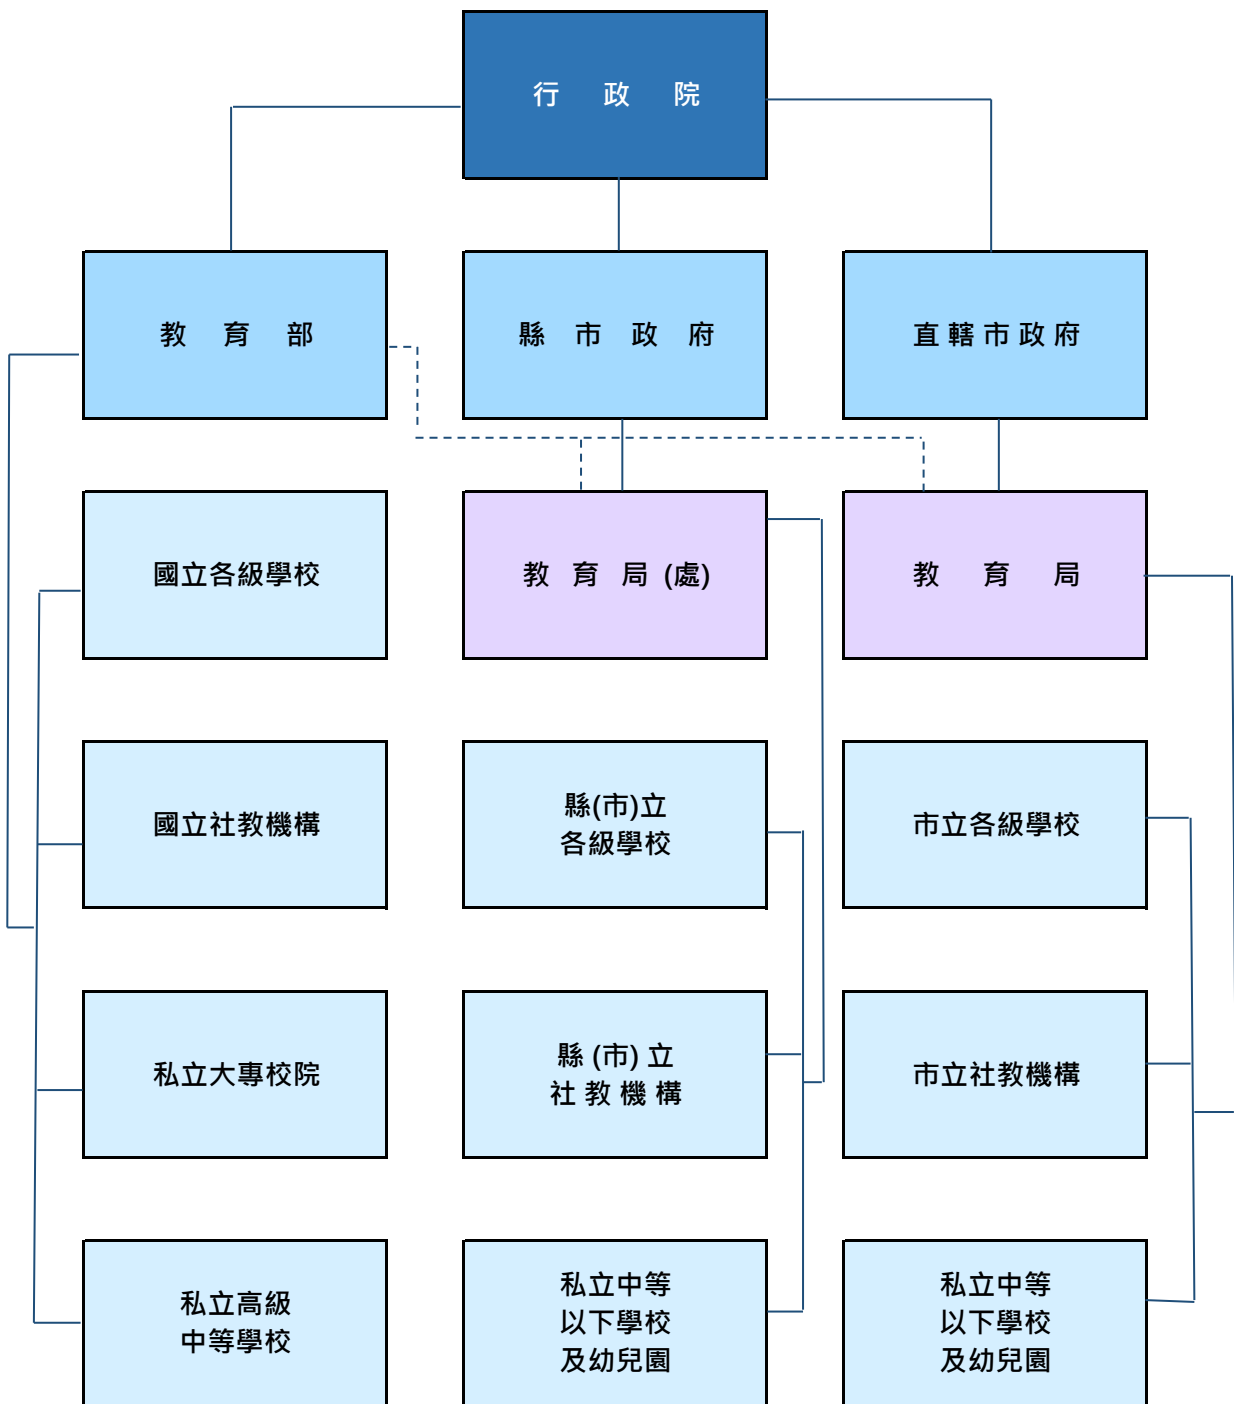 行政院
教育部
縣市政府
直轄市政府
國立各級學校
教育局(處)
教育局
國立社教機構
縣(市)立
各級學校
市立各級學校
私立大專校院
縣(市)立
社教機構
市立社教機構
私立高級
中等學校
私立中等
以下學校
及幼兒園
私立中等
以下學校
及幼兒園